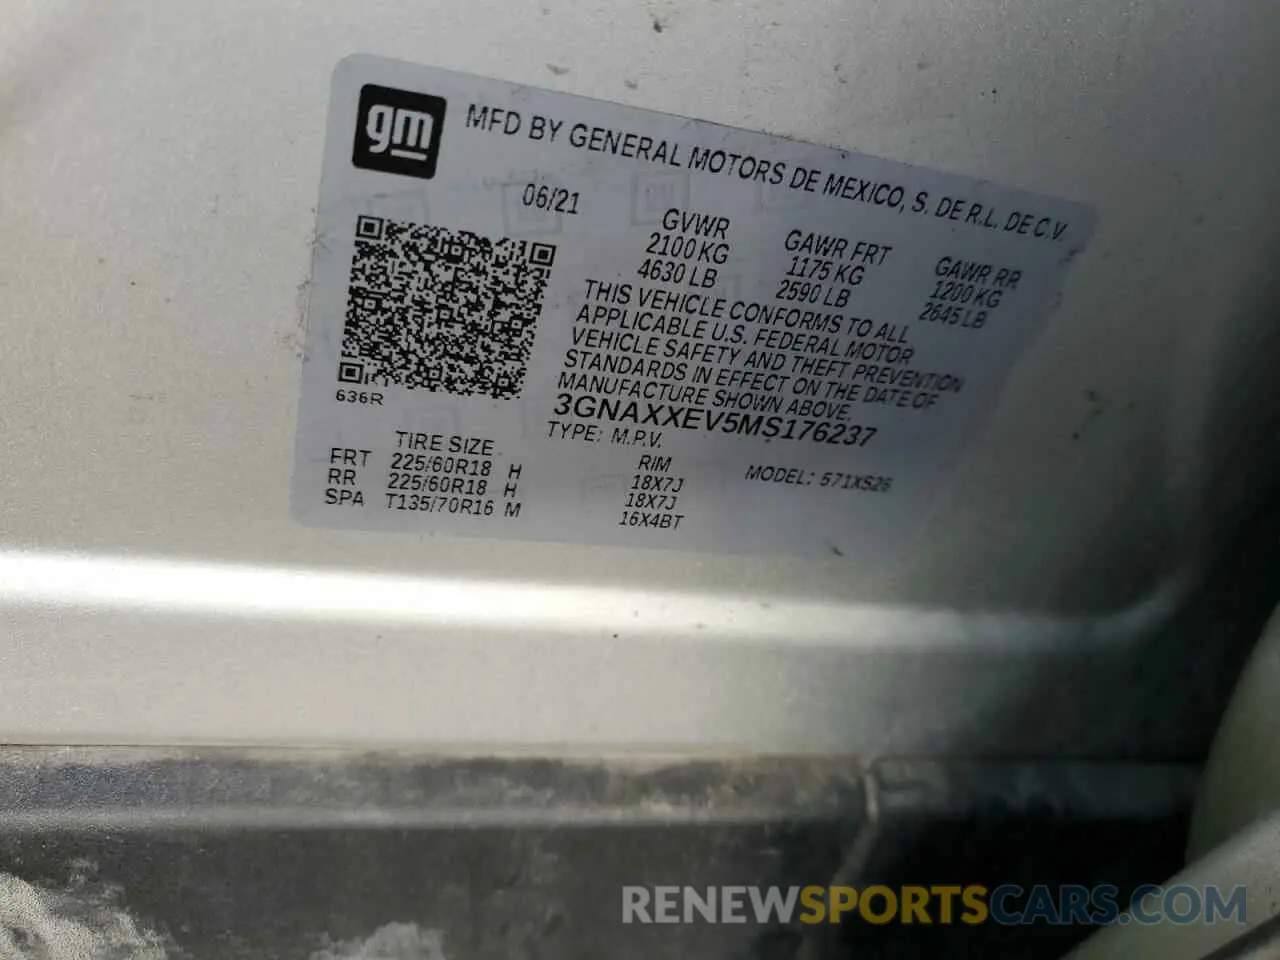 gm
MFD BY GENERAL MOTORS DE MEXICO, S. DE R.L. DE C.V.
06/21
GVWR GAWR FRT GAWR RR
2100 KG 1175 KG 1200 KG
4630 LB 2590 LB 2645 LB
THIS VEHICLE CONFORMS TO ALL
APPLICABLE U.S. FEDERAL MOTOR
VEHICLE SAFETY AND THEFT PREVENTION
STANDARDS IN EFFECT ON THE DATE OF
MANUFACTURE SHOWN ABOVE.
636R
3GNAXXEV5MS176237
TYPE: M.P.V. MODEL: 571XS26
TIRE SIZE RIM
FRT 225/60R18 H 18X7J
RR 225/60R18 H 18X7J
SPA T135/70R16 M 16X4BT
RENEWSPORTSCARS.COM